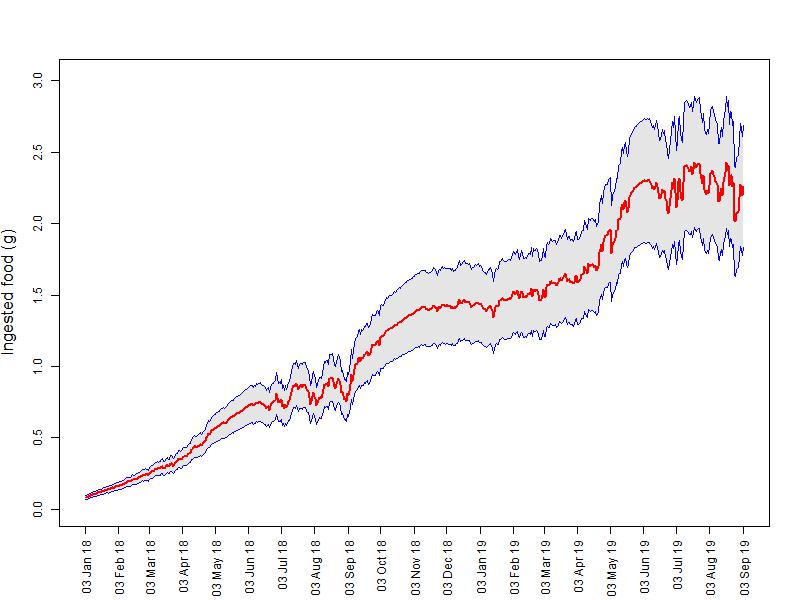 Ingested food (g)
3.0
2.5
2.0
1.5
1.0
0.5
0.0
03 Jan 18
03 Feb 18
03 Mar 18
03 Apr 18
03 May 18
03 Jun 18
03 Jul 18
03 Aug 18
03 Sep 18
03 Oct 18
03 Nov 18
03 Dec 18
03 Jan 19
03 Feb 19
03 Mar 19
03 Apr 19
03 May 19
03 Jun 19
03 Jul 19
03 Aug 19
03 Sep 19